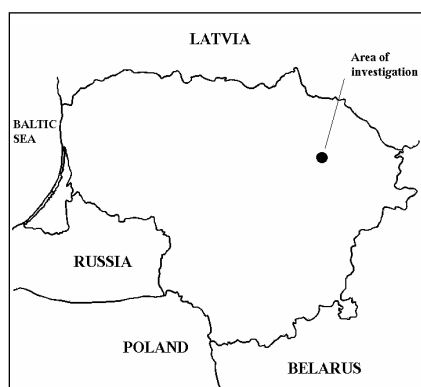 LATVIA
Area of
investigation
BALTIC
SEA
RUSSIA
POLAND
BELARUS